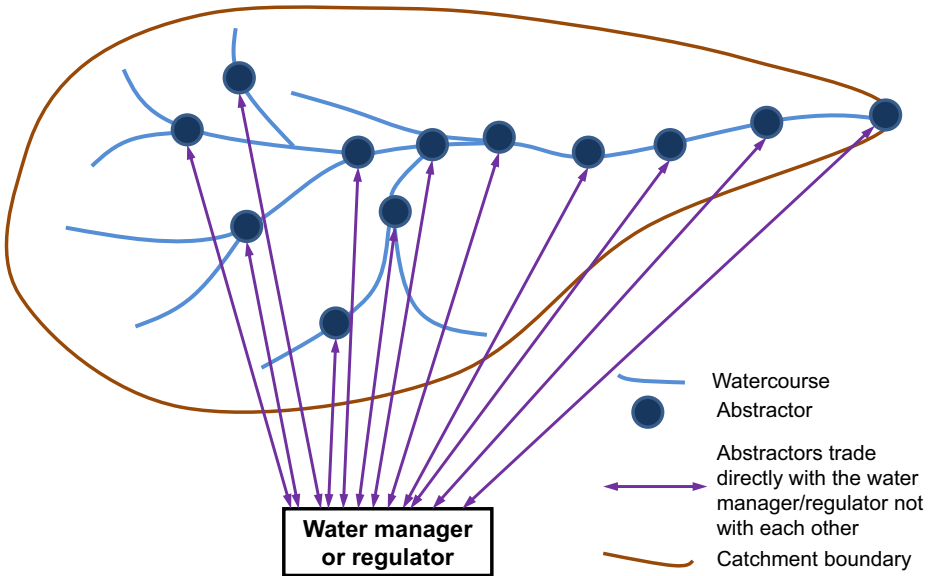 Watercourse
Abstractor
Abstractors trade
directly with the water
manager/regulator not
with each other
Catchment boundary
Water manager
or regulator